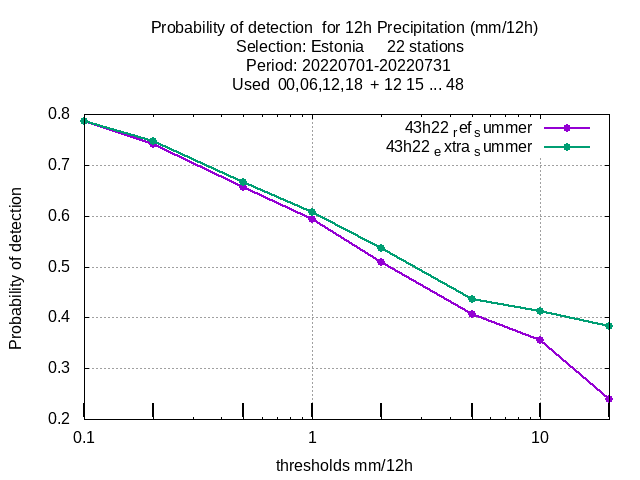 Probability of detection  for 12h Precipitation (mm/12h)
Selection: Estonia     22 stations
Period: 20220701-20220731
Used  00,06,12,18  + 12 15 ... 48
43h22 ref summer
43h22 extra summer
0.8
0.7
0.6
0.5
0.4
0.3
0.2
Probability of detection
0.1 1 10
thresholds mm/12h